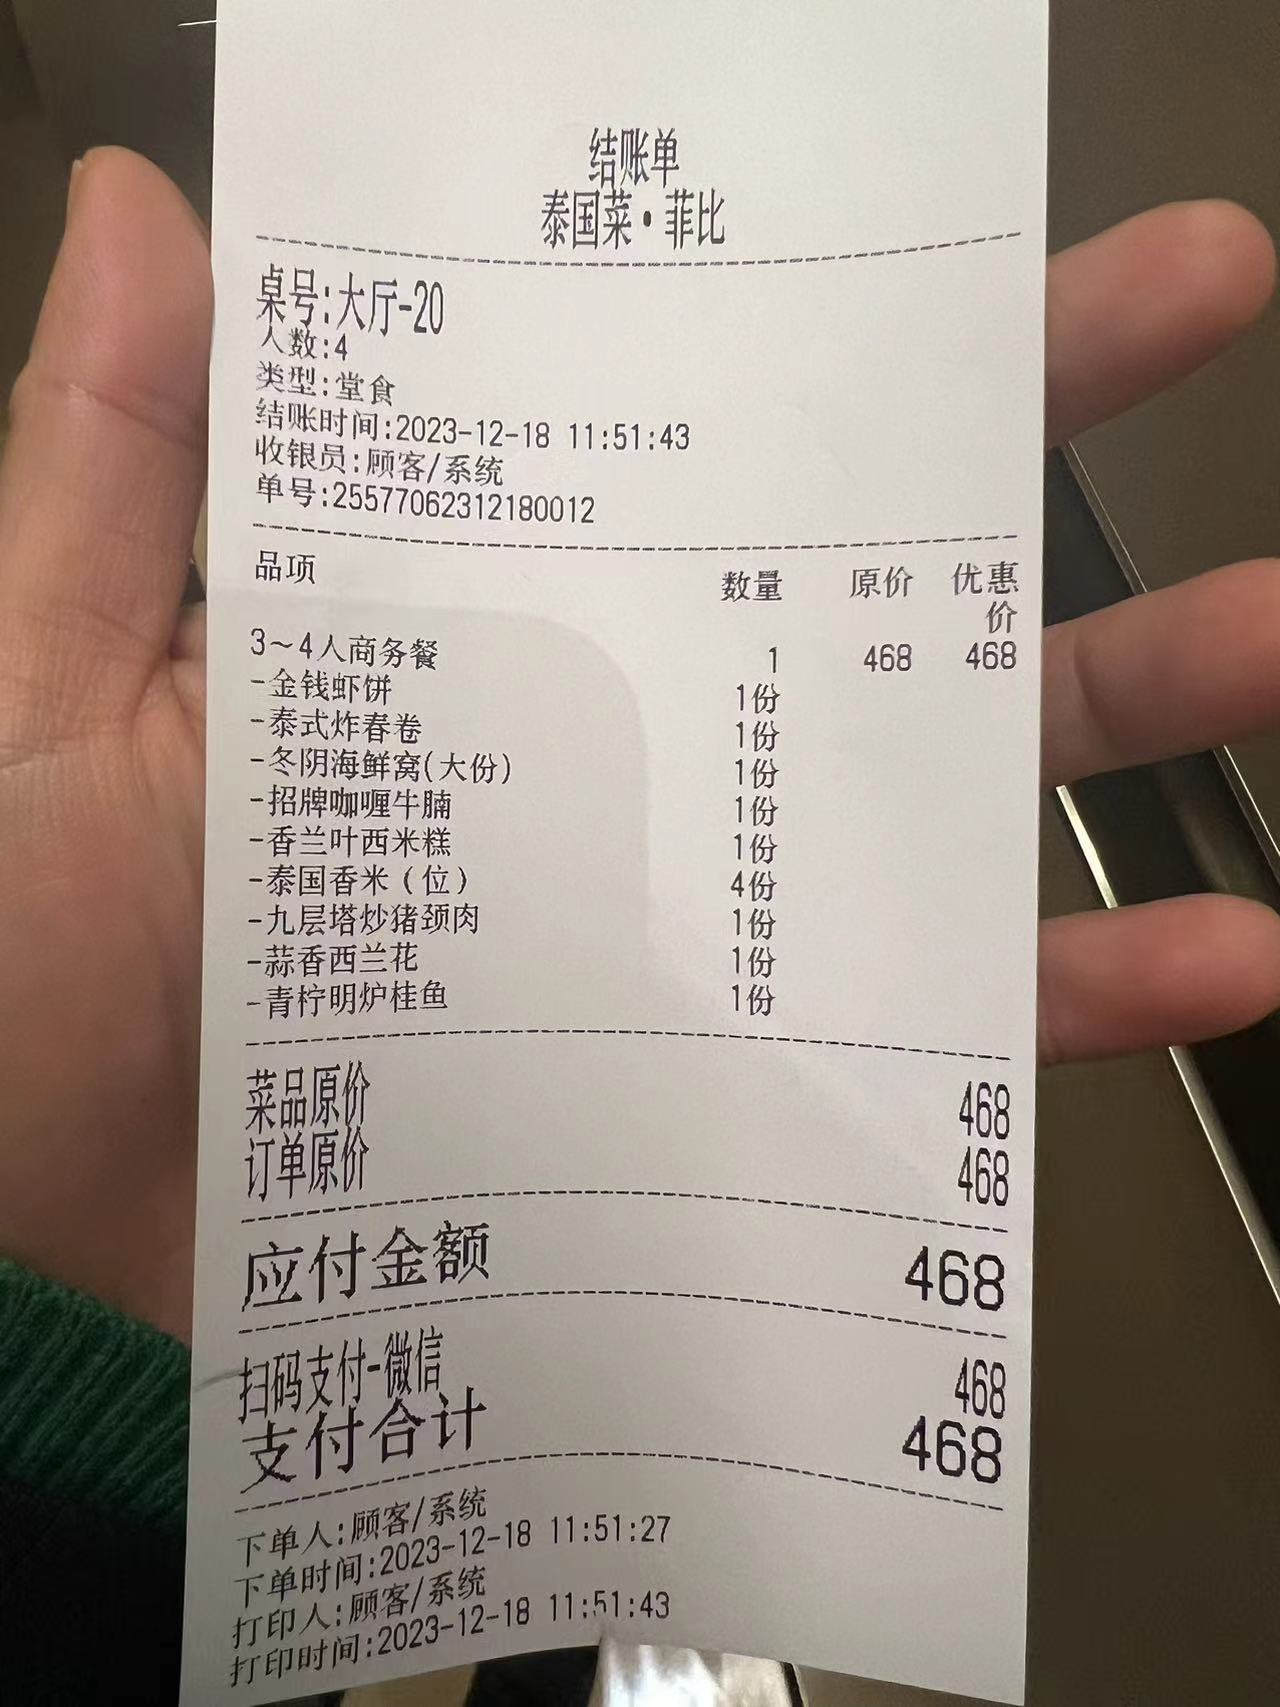 结账单
泰国菜·菲比
桌号:大厅-20
人数:4
类型:堂食
结账时间:2023-12-18 11:51:43
收银员:顾客/系统
单号:25577062312180012
品项 数量 原价 优惠价
3~4人商务餐 1 468 468
-金钱虾饼 1份
-泰式炸春卷 1份
-冬阴海鲜窝(大份) 1份
-招牌咖喱牛腩 1份
-香兰叶西米糕 1份
-泰国香米（位） 4份
-九层塔炒猪颈肉 1份
-蒜香西兰花 1份
-青柠明炉桂鱼 1份
菜品原价 468
订单原价 468
应付金额 468
扫码支付-微信 468
支付合计 468
下单人:顾客/系统
下单时间:2023-12-18 11:51:27
打印人:顾客/系统
打印时间:2023-12-18 11:51:43